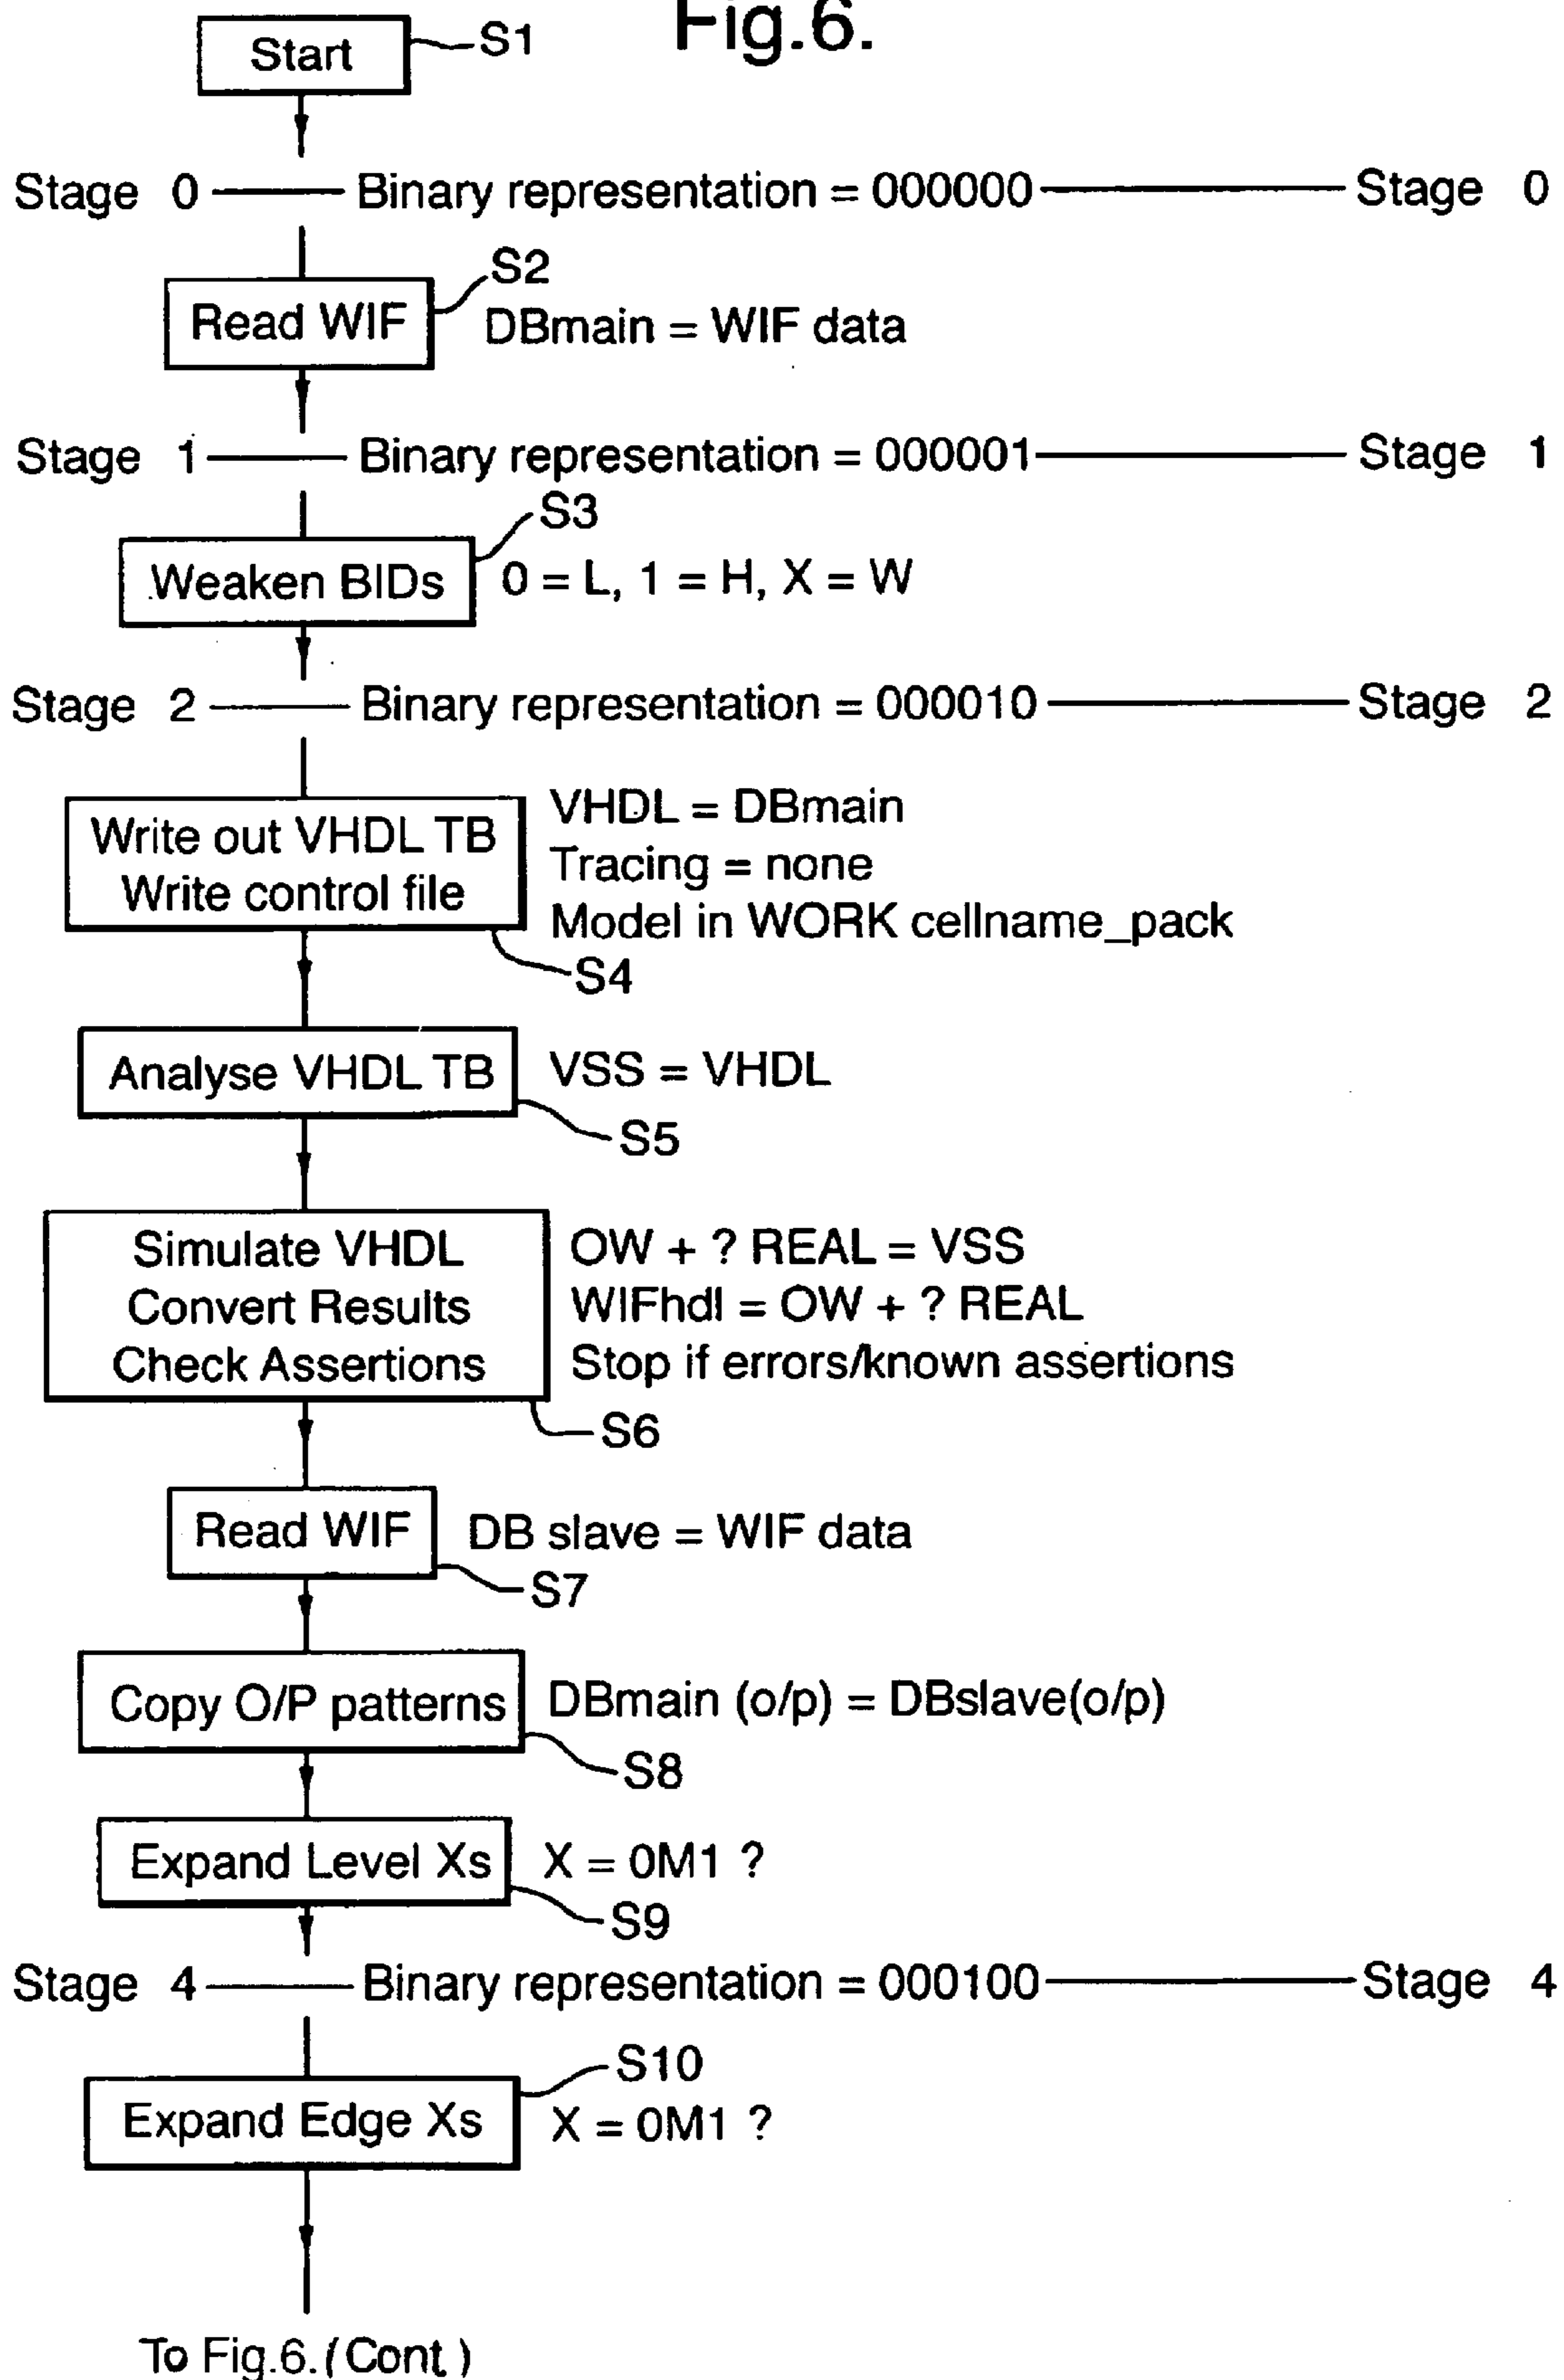 Fig.6.
Start S1
Stage 0 Binary representation = 000000 Stage 0
S2
Read WIF DBmain = WIF data
Stage 1 Binary representation = 000001 Stage 1
S3
Weaken BIDs 0 = L, 1 = H, X = W
Stage 2 Binary representation = 000010 Stage 2
Write out VHDL TB
Write control file
VHDL = DBmain
Tracing = none
Model in WORK cellname_pack
S4
Analyse VHDL TB VSS = VHDL
S5
Simulate VHDL
Convert Results
Check Assertions
OW + ? REAL = VSS
WIFhdl = OW + ? REAL
Stop if errors/known assertions
S6
Read WIF DB slave = WIF data
S7
Copy O/P patterns DBmain (o/p) = DBslave(o/p)
S8
Expand Level Xs X = 0M1 ?
S9
Stage 4 Binary representation = 000100 Stage 4
S10
Expand Edge Xs X = 0M1 ?
To Fig.6.(Cont.)